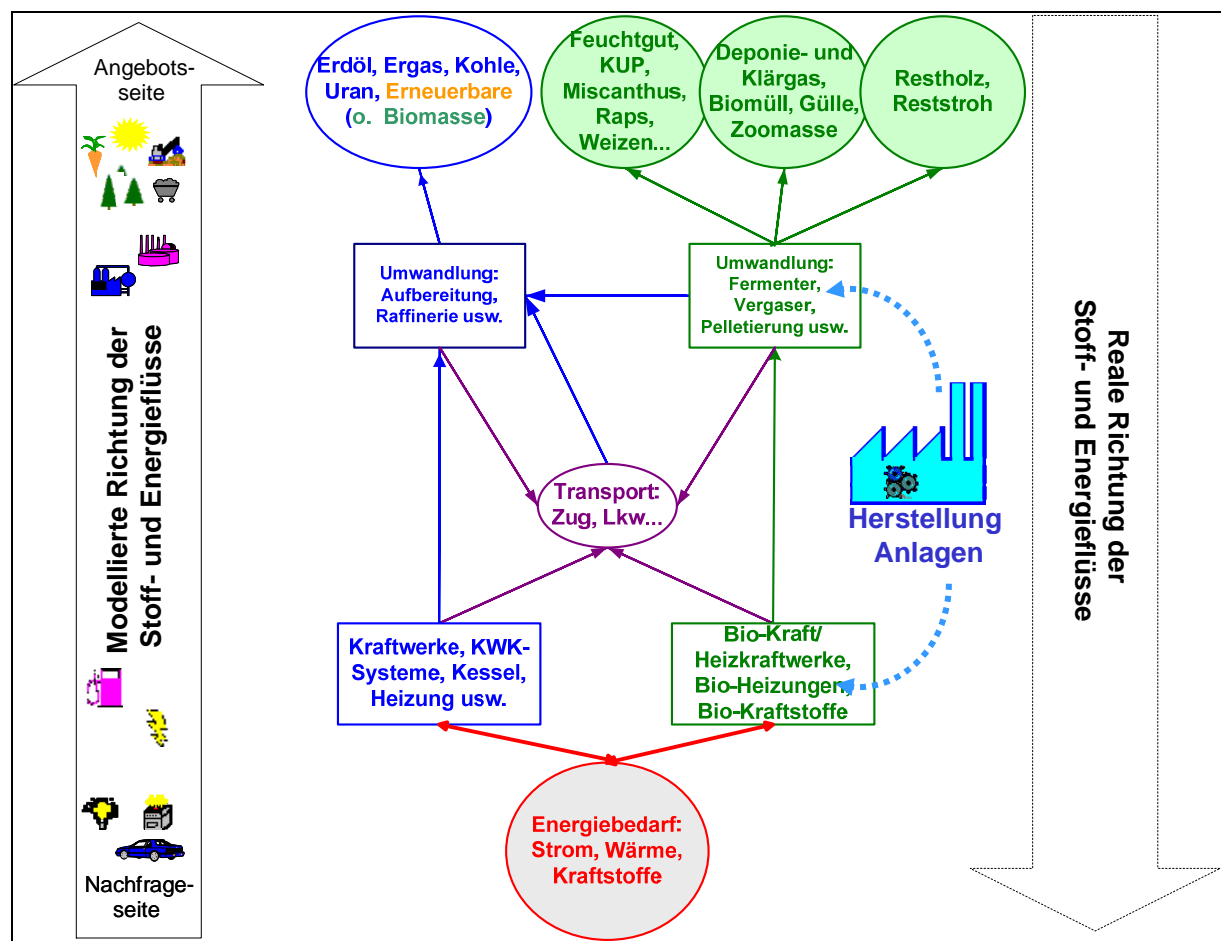 Angebots-
seite
Modellierte Richtung der
Stoff- und Energieflüsse
Nachfrage-
seite
Erdöl, Ergas, Kohle,
Uran, Erneuerbare
(o. Biomasse)
Feuchtgut,
KUP,
Miscanthus,
Raps,
Weizen...
Deponie- und
Klärgas,
Biomüll, Gülle,
Zoomasse
Restholz,
Reststroh
Umwandlung:
Aufbereitung,
Raffinerie usw.
Umwandlung:
Fermenter,
Vergaser,
Pelletierung usw.
Transport:
Zug, Lkw...
Herstellung
Anlagen
Kraftwerke, KWK-
Systeme, Kessel,
Heizung usw.
Bio-Kraft/
Heizkraftwerke,
Bio-Heizungen,
Bio-Kraftstoffe
Energiebedarf:
Strom, Wärme,
Kraftstoffe
Reale Richtung der
Stoff- und Energieflüsse